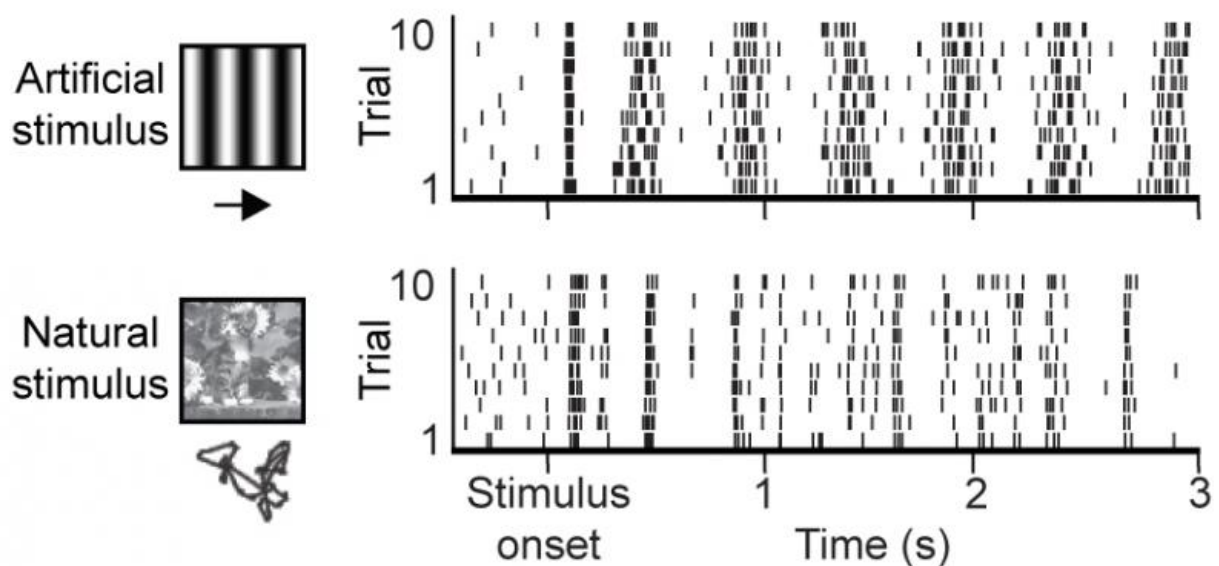 Artificial
stimulus
Trial
10
1
Natural
stimulus
Trial
10
1
Stimulus
onset
1
2
3
Time (s)